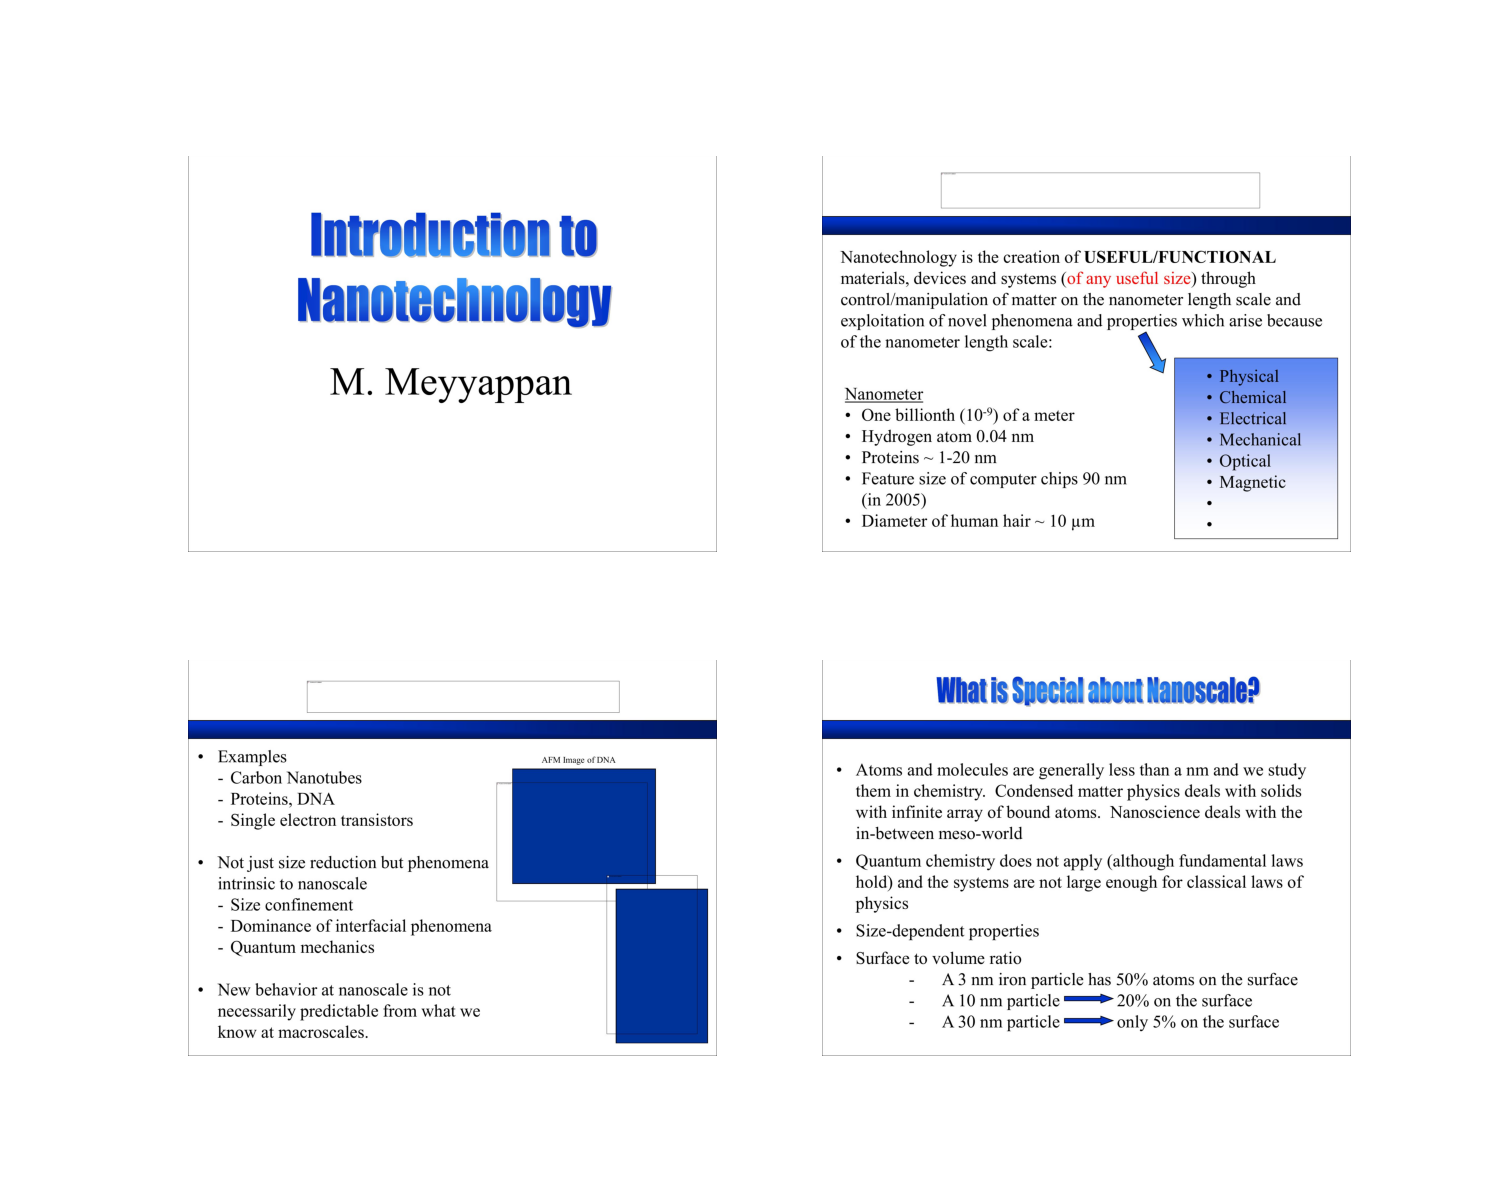 Introduction to
Nanotechnology
M. Meyyappan
Nanotechnology is the creation of USEFUL/FUNCTIONAL
materials, devices and systems (of any useful size) through
control/manipulation of matter on the nanometer length scale and
exploitation of novel phenomena and properties which arise because
of the nanometer length scale:
Nanometer
• One billionth (10⁻⁹) of a meter
• Hydrogen atom 0.04 nm
• Proteins ~ 1-20 nm
• Feature size of computer chips 90 nm
(in 2005)
• Diameter of human hair ~ 10 µm
• Physical
• Chemical
• Electrical
• Mechanical
• Optical
• Magnetic
•
•
• Examples
- Carbon Nanotubes
- Proteins, DNA
- Single electron transistors
• Not just size reduction but phenomena
intrinsic to nanoscale
- Size confinement
- Dominance of interfacial phenomena
- Quantum mechanics
• New behavior at nanoscale is not
necessarily predictable from what we
know at macroscales.
AFM Image of DNA
What is Special about Nanoscale?
• Atoms and molecules are generally less than a nm and we study
them in chemistry. Condensed matter physics deals with solids
with infinite array of bound atoms. Nanoscience deals with the
in-between meso-world
• Quantum chemistry does not apply (although fundamental laws
hold) and the systems are not large enough for classical laws of
physics
• Size-dependent properties
• Surface to volume ratio
- A 3 nm iron particle has 50% atoms on the surface
- A 10 nm particle 20% on the surface
- A 30 nm particle only 5% on the surface